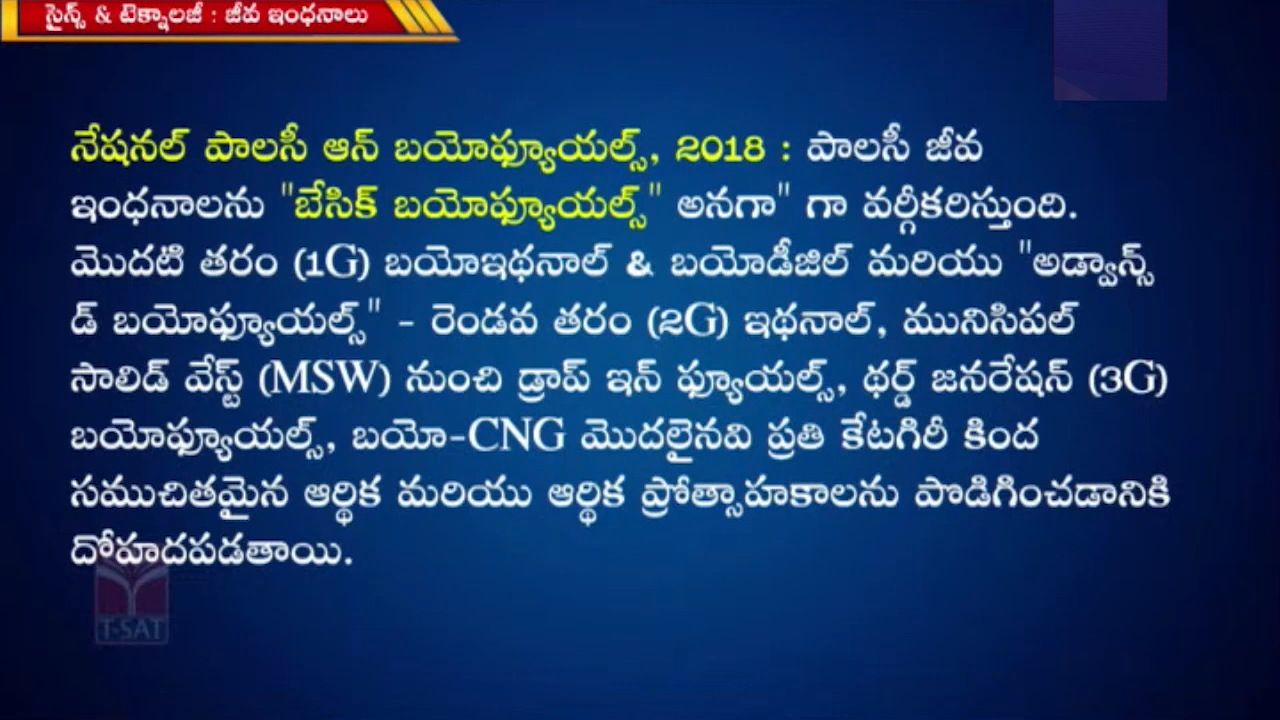 సైన్స్ & టెక్నాలజీ : జీవ ఇంధనాలు
నేషనల్ పాలసీ ఆన్ బయోఫ్యూయల్స్, 2018 : పాలసీ జీవ
ఇంధనాలను "బేసిక్ బయోఫ్యూయల్స్" అనగా" గా వర్గీకరిస్తుంది.
మొదటి తరం (1G) బయోఇథనాల్ & బయోడీజిల్ మరియు "అడ్వాన్స్
డ్ బయోఫ్యూయల్స్" - రెండవ తరం (2G) ఇథనాల్, మునిసిపల్
సాలిడ్ వేస్ట్ (MSW) నుంచి డ్రాప్ ఇన్ ఫ్యూయల్స్, థర్డ్ జనరేషన్ (3G)
బయోఫ్యూయల్స్, బయో-CNG మొదలైనవి ప్రతి కేటగిరీ కింద
సముచితమైన ఆర్థిక మరియు ఆర్థిక ప్రోత్సాహకాలను పొడిగించడానికి
దోహదపడతాయి.
T-SAT